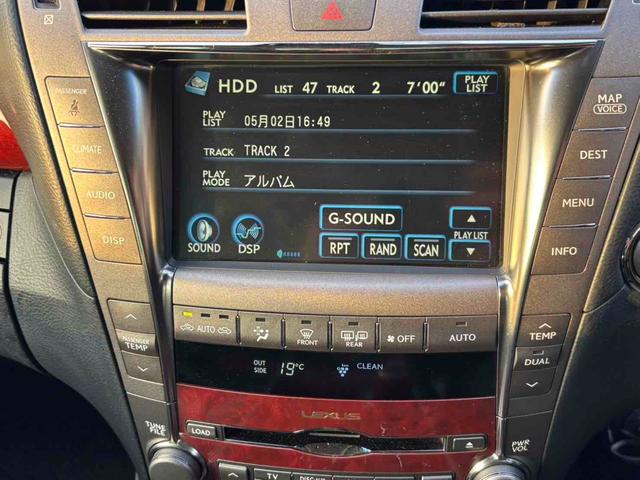 HDD LIST 47 TRACK 2 7'00" PLAY LIST
PLAY LIST 05月02日16:49
TRACK TRACK 2
PLAY MODE アルバム
G-SOUND ▲
SOUND DSP RPT RAND SCAN PLAY LIST ▼
PASSENGER
CLIMATE
AUDIO
DISP
PASSENGER TEMP
TUNE FILE
MAP VOICE
DEST
MENU
INFO
TEMP
DUAL
PWR VOL
AUTO FRONT REAR OFF AUTO
OUT SIDE 19℃ CLEAN
LEXUS
LOAD
TV